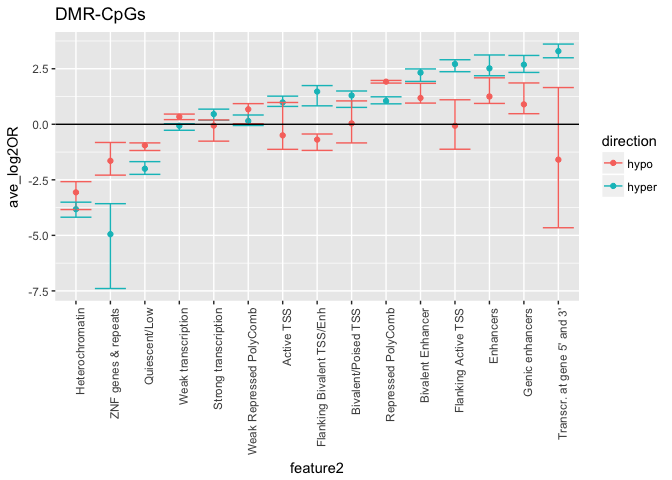 DMR-CpGs
ave_log2OR
2.5
0.0
-2.5
-5.0
-7.5
Heterochromatin
ZNF genes & repeats
Quiescent/Low
Weak transcription
Strong transcription
Weak Repressed PolyComb
Active TSS
Flanking Bivalent TSS/Enh
Bivalent/Poised TSS
Repressed PolyComb
Bivalent Enhancer
Flanking Active TSS
Enhancers
Genic enhancers
Transcr. at gene 5' and 3'
feature2
direction
hypo
hyper